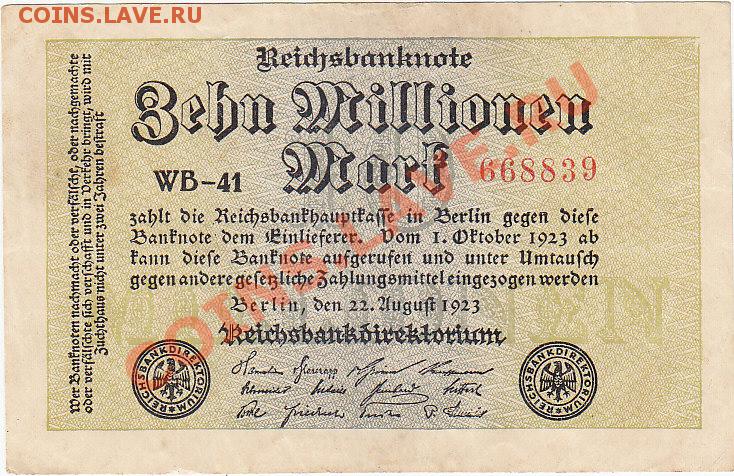 COINS.LAVE.RU
Reichsbanknote
Zehn Millionen
Mark
WB-41
668839
zahlt die Reichsbankhauptkasse in Berlin gegen diese
Banknote dem Einlieferer. Vom 1. Oktober 1923 ab
kann diese Banknote aufgerufen und unter Umtausch
gegen andere gesetzliche Zahlungsmittel eingezogen werden
Berlin, den 22. August 1923
Reichsbankdirektorium
REICHSBANKDIREKTORIUM
REICHSBANKDIREKTORIUM
Wer Banknoten nachmacht oder verfälscht, oder nachgemachte
oder verfälschte sich verschafft und in Verkehr bringt, wird mit
Zuchthaus nicht unter zwei Jahren bestraft
COINS.LAVE.RU